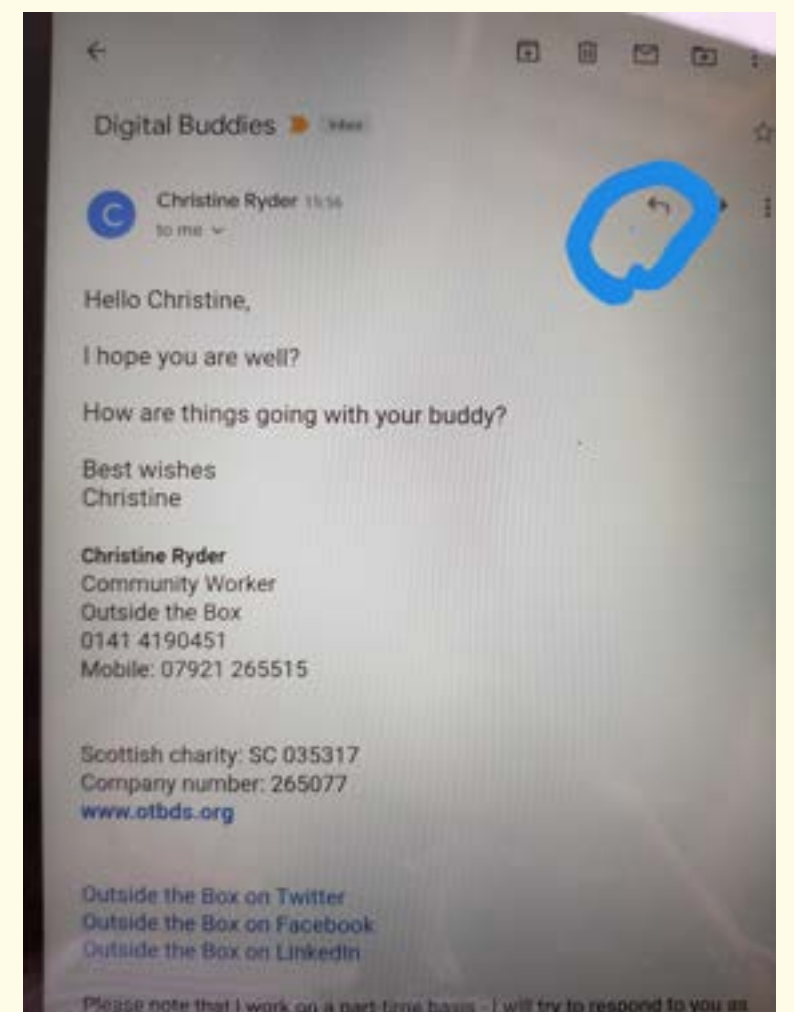 Digital Buddies Inbox
Christine Ryder 15:56
to me
C
Hello Christine,
I hope you are well?
How are things going with your buddy?
Best wishes
Christine
Christine Ryder
Community Worker
Outside the Box
0141 4190451
Mobile: 07921 265515
Scottish charity: SC 035317
Company number: 265077
www.otbds.org
Outside the Box on Twitter
Outside the Box on Facebook
Outside the Box on LinkedIn
Please note that I work on a part-time basis - I will try to respond to you as